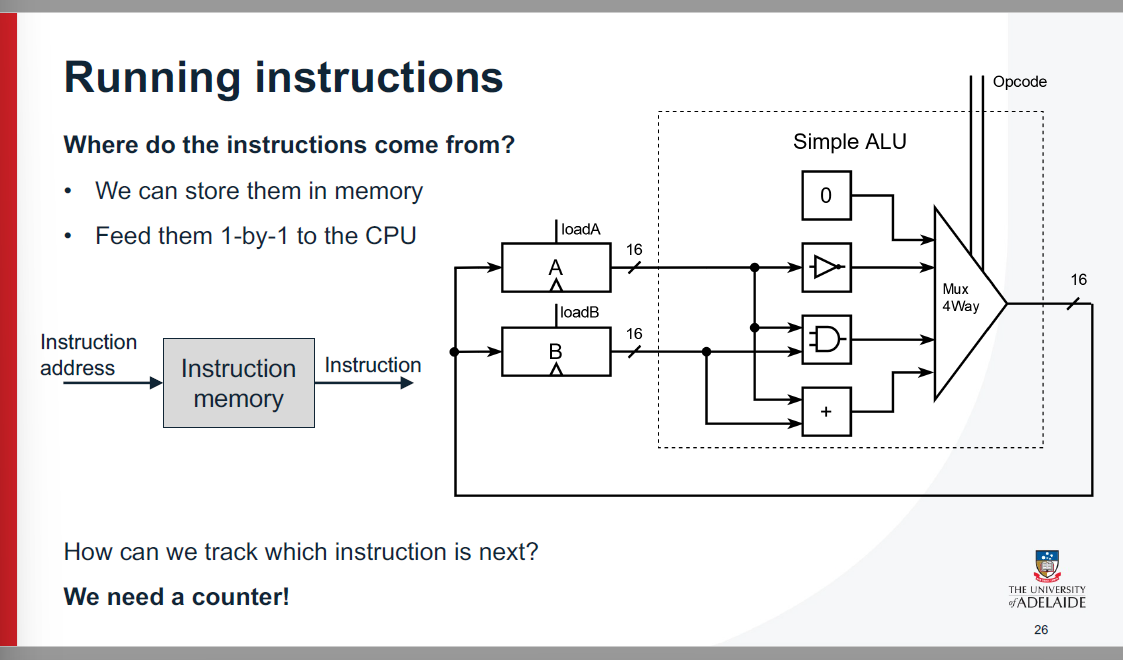 Running instructions
Where do the instructions come from?
• We can store them in memory
• Feed them 1-by-1 to the CPU
Instruction
address
Instruction
memory
Instruction
Opcode
Simple ALU
0
loadA
A
16
loadB
B
16
+
Mux
4Way
16
How can we track which instruction is next?
We need a counter!
THE UNIVERSITY
of ADELAIDE
26